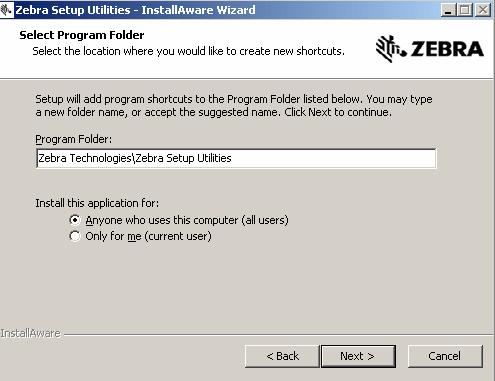 Zebra Setup Utilities - InstallAware Wizard
Select Program Folder
Select the location where you would like to create new shortcuts.
ZEBRA
Setup will add program shortcuts to the Program Folder listed below. You may type
a new folder name, or accept the suggested name. Click Next to continue.
Program Folder:
Zebra Technologies\Zebra Setup Utilities
Install this application for:
Anyone who uses this computer (all users)
Only for me (current user)
InstallAware
< Back
Next >
Cancel